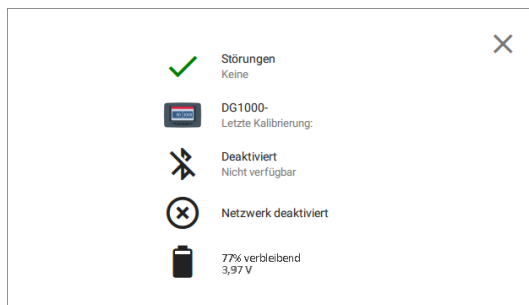 Störungen
Keine
DG1000-
Letzte Kalibrierung:
Deaktiviert
Nicht verfügbar
Netzwerk deaktiviert
77% verbleibend
3,97 V